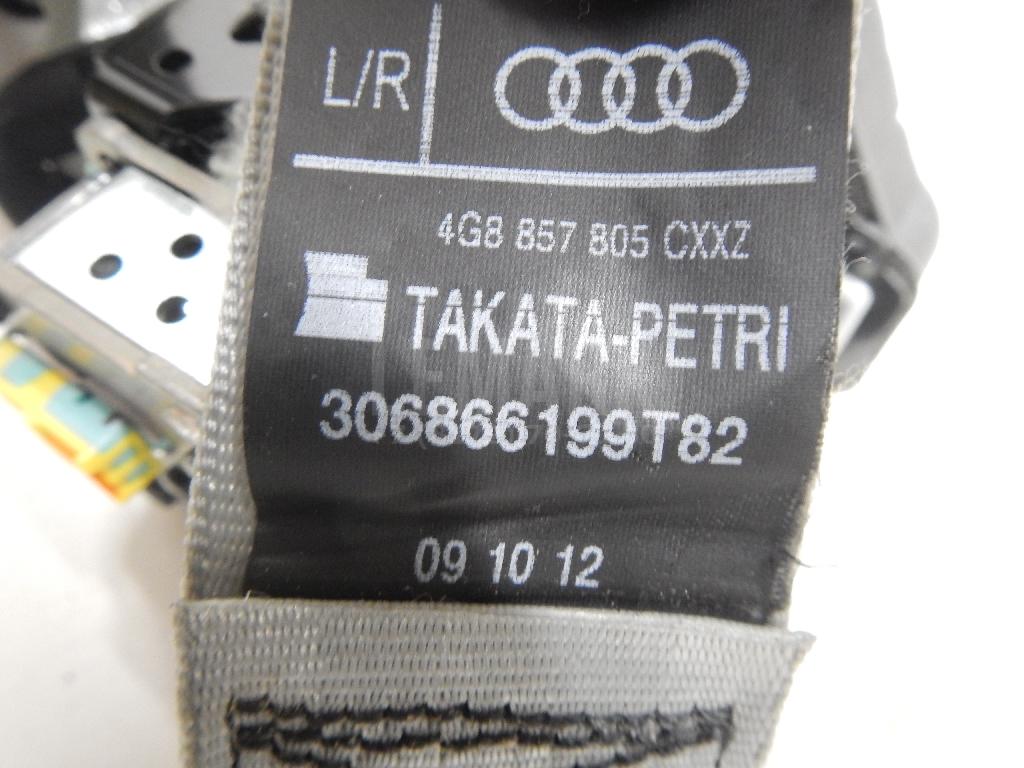 L/R
4G8 857 805 CXXZ
TAKATA-PETRI
306866199T82
09 10 12